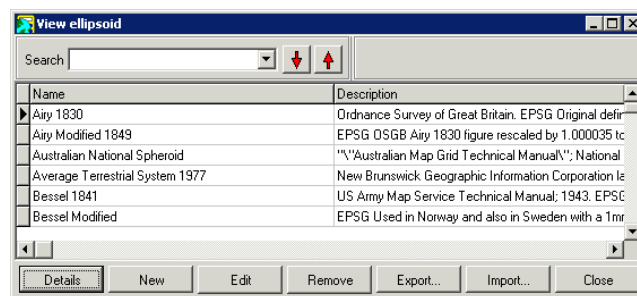 View ellipsoid
Search
Name Description
Airy 1830 Ordnance Survey of Great Britain. EPSG Original
Airy Modified 1849 EPSG OSGB Airy 1830 figure rescaled by 1.000035 to
Australian National Spheroid "\"Australian Map Grid Technical Manual\"; National
Average Terrestrial System 1977 New Brunswick Geographic Information Corporation
Bessel 1841 US Army Map Service Technical Manual; 1943. EPSG
Bessel Modified EPSG Used in Norway and also in Sweden with a
Details New Edit Remove Export... Import... Close